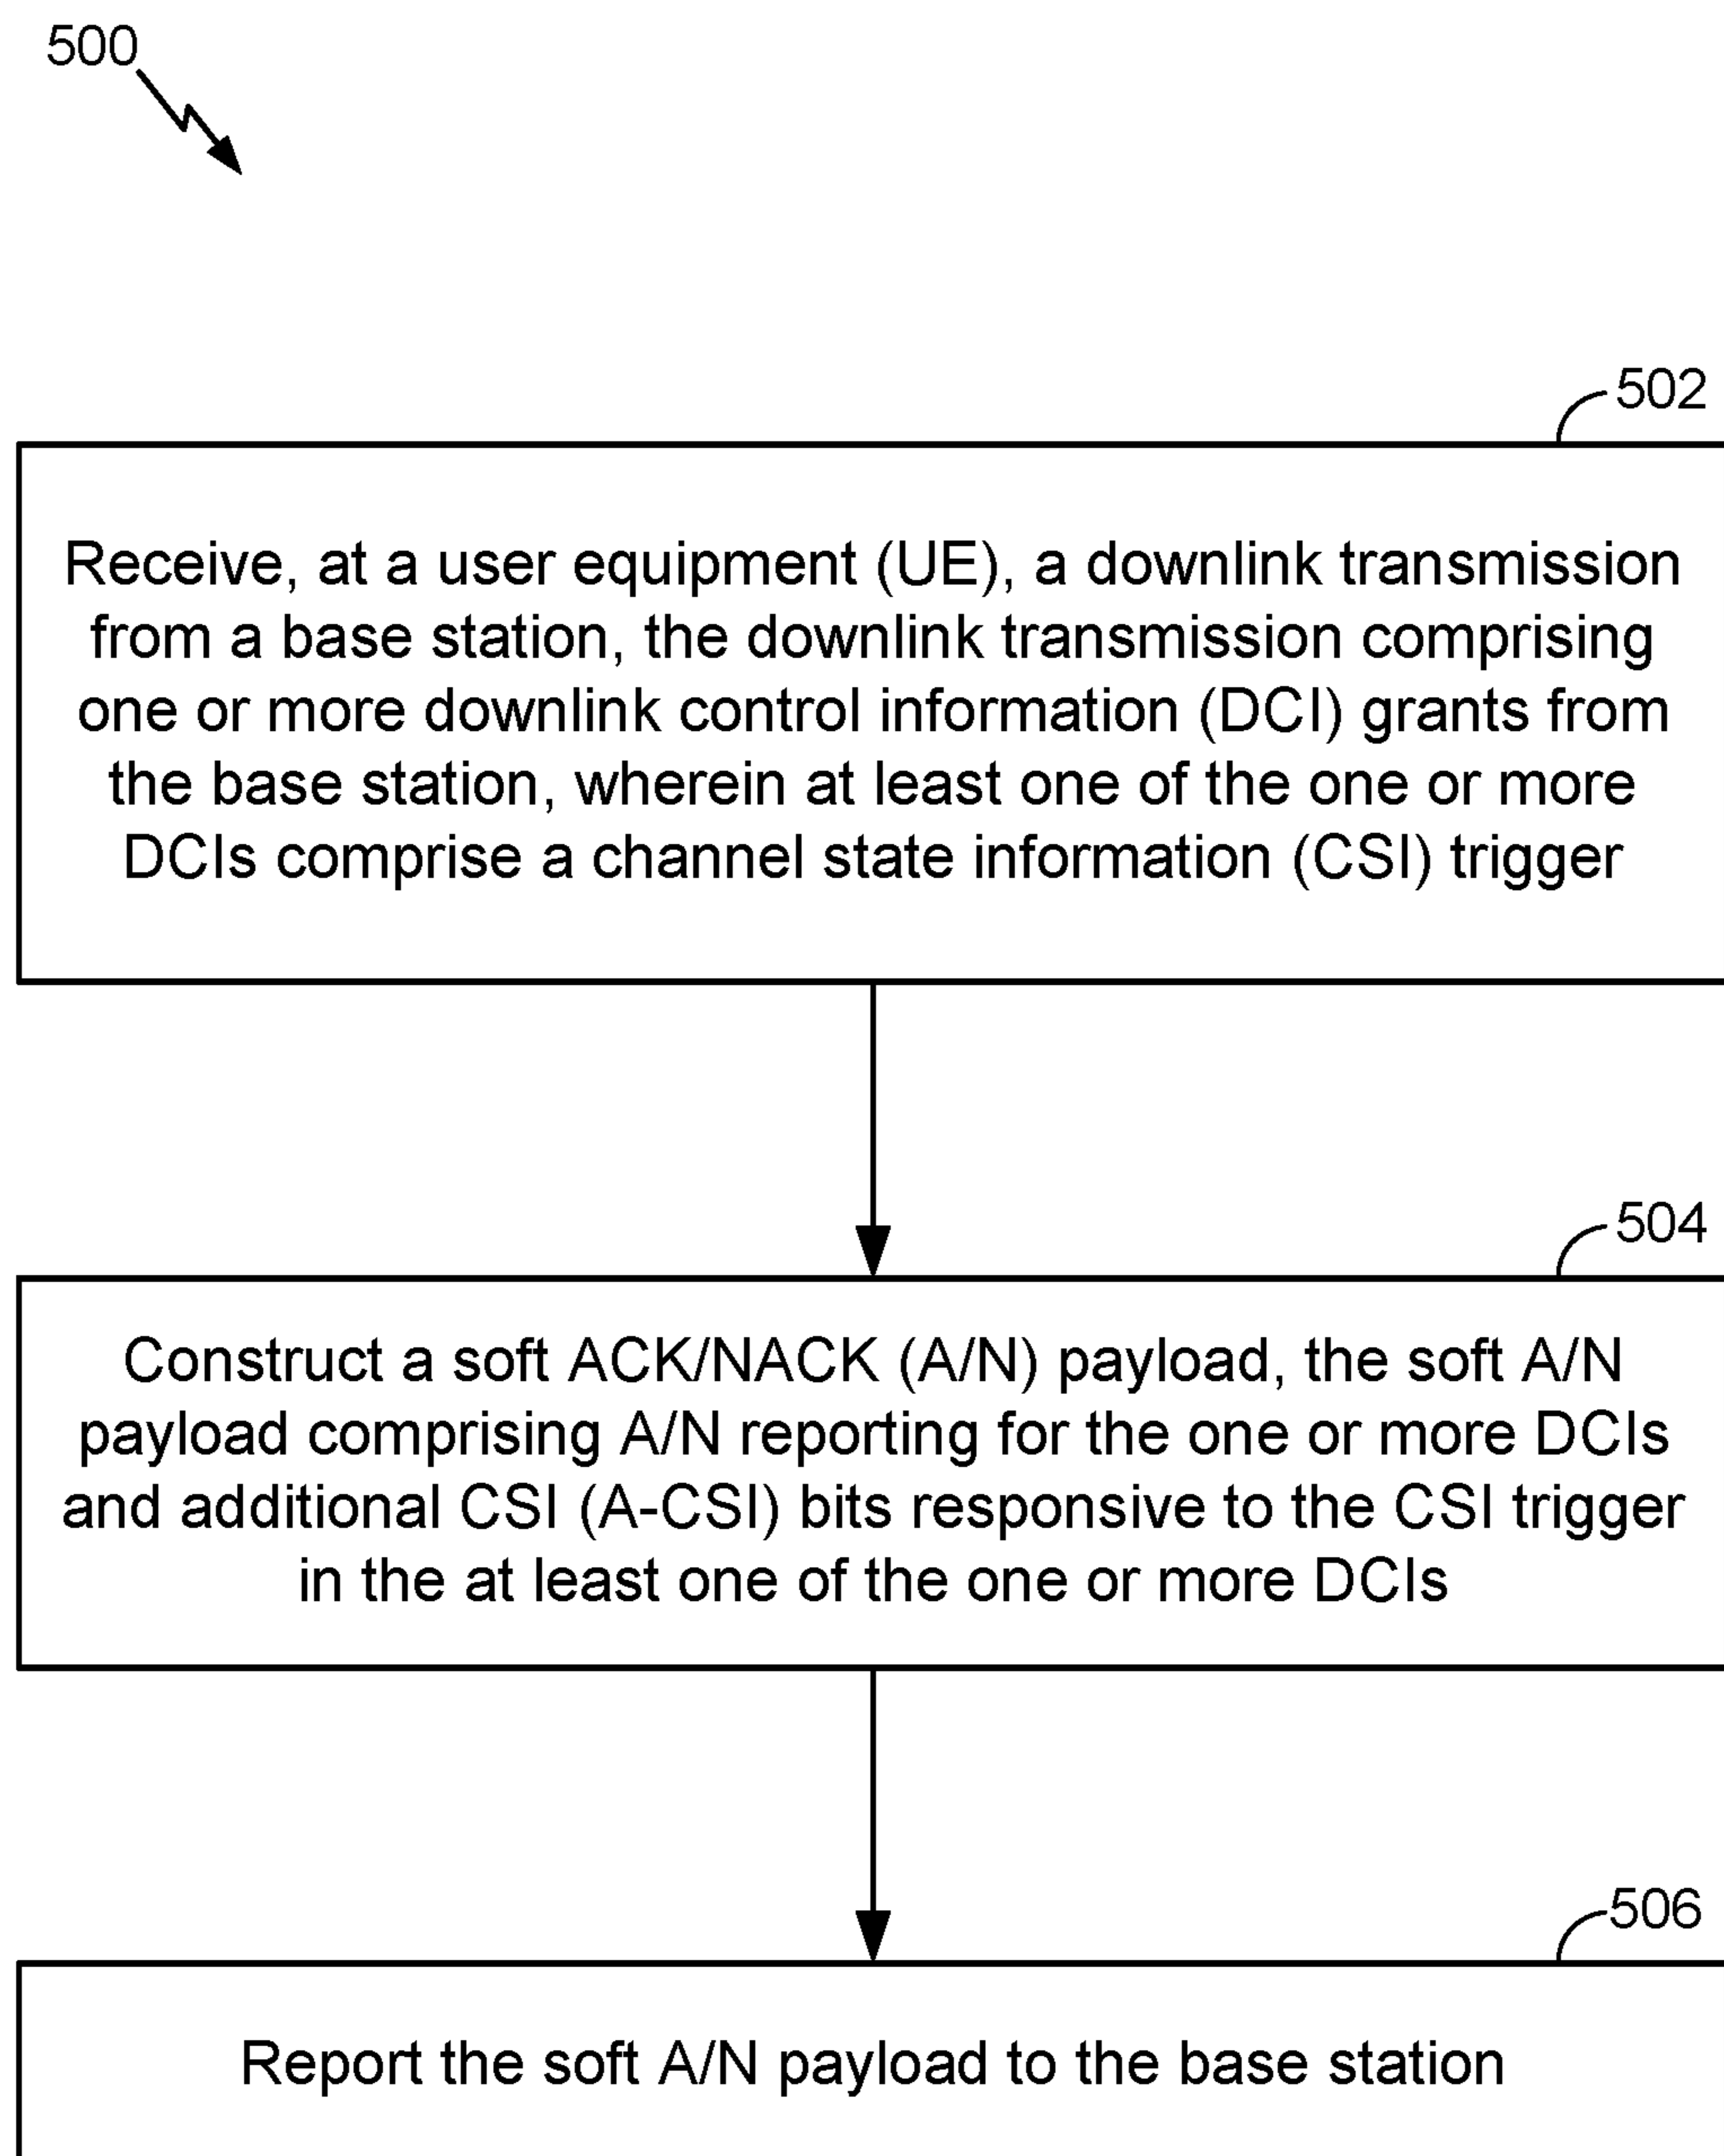 500
502
Receive, at a user equipment (UE), a downlink transmission
from a base station, the downlink transmission comprising
one or more downlink control information (DCI) grants from
the base station, wherein at least one of the one or more
DCIs comprise a channel state information (CSI) trigger
504
Construct a soft ACK/NACK (A/N) payload, the soft A/N
payload comprising A/N reporting for the one or more DCIs
and additional CSI (A-CSI) bits responsive to the CSI trigger
in the at least one of the one or more DCIs
506
Report the soft A/N payload to the base station